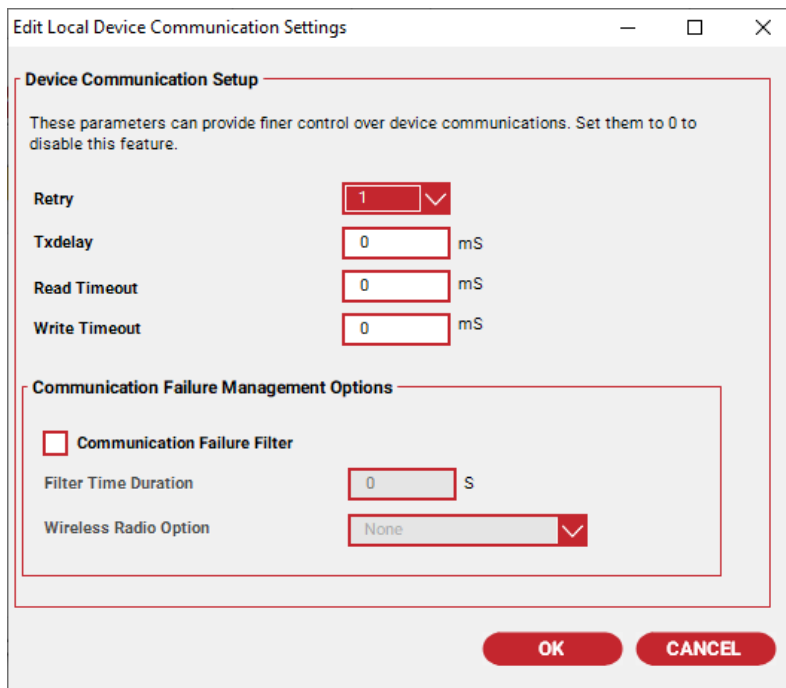 Edit Local Device Communication Settings
Device Communication Setup
These parameters can provide finer control over device communications. Set them to 0 to
disable this feature.
Retry 1
Txdelay 0 mS
Read Timeout 0 mS
Write Timeout 0 mS
Communication Failure Management Options
Communication Failure Filter
Filter Time Duration 0 S
Wireless Radio Option None
OK CANCEL